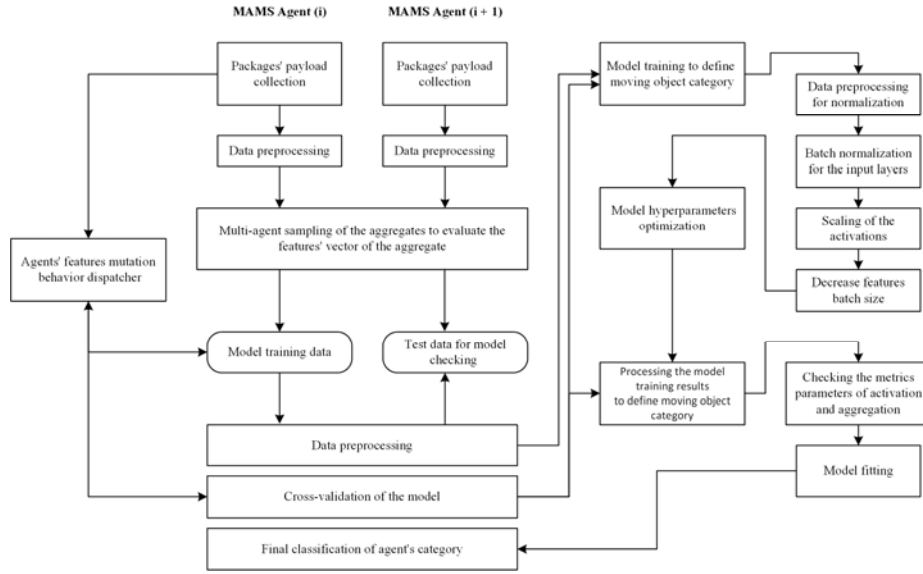 MAMS Agent (i)
MAMS Agent (i + 1)
Packages' payload
collection
Packages' payload
collection
Model training to define
moving object category
Data preprocessing
for normalization
Data preprocessing
Data preprocessing
Batch normalization
for the input layers
Model hyperparameters
optimization
Multi-agent sampling of the aggregates to evaluate the
features' vector of the aggregate
Scaling of the
activations
Agents' features mutation
behavior dispatcher
Decrease features
batch size
Model training data
Test data for model
checking
Processing the model
training results
to define moving object
category
Checking the metrics
parameters of activation
and aggregation
Data preprocessing
Model fitting
Cross-validation of the model
Final classification of agent's category